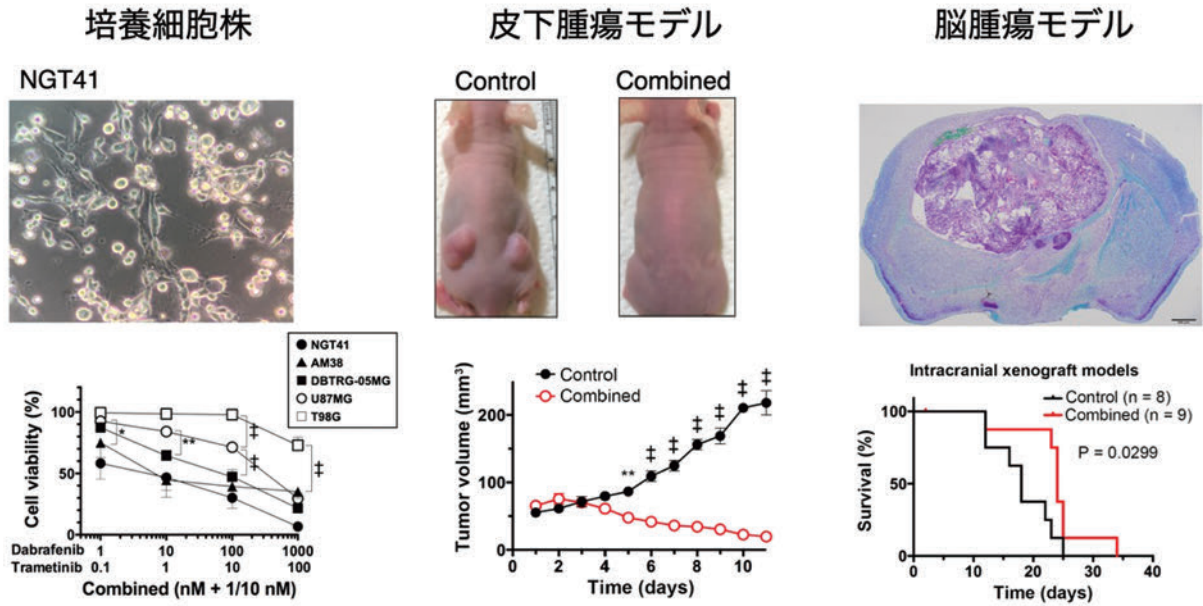 培養細胞株
皮下腫瘍モデル
脳腫瘍モデル
NGT41
Control
Combined
NGT41
AM38
DBTRG-05MG
U87MG
T98G
Cell viability (%)
100
50
0
*
**
‡
‡
‡
Dabrafenib 1 10 100 1000
Trametinib 0.1 1 10 100
Combined (nM + 1/10 nM)
Tumor volume (mm³)
Control
Combined
200
100
0
**
‡
‡
‡
‡
‡
‡
0 2 4 6 8 10
Time (days)
Intracranial xenograft models
Control (n = 8)
Combined (n = 9)
P = 0.0299
Survival (%)
100
50
0
0 10 20 30 40
Time (days)